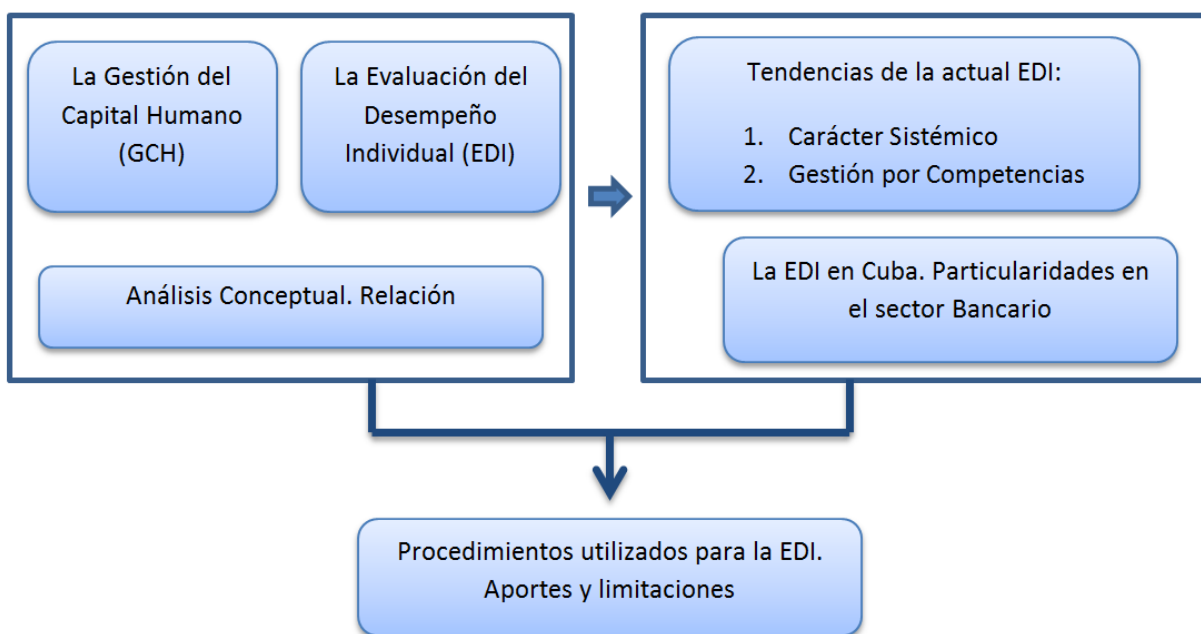 La Gestión del
Capital Humano
(GCH)
La Evaluación del
Desempeño
Individual (EDI)
Análisis Conceptual. Relación
Tendencias de la actual EDI:
1. Carácter Sistémico
2. Gestión por Competencias
La EDI en Cuba. Particularidades en
el sector Bancario
Procedimientos utilizados para la EDI.
Aportes y limitaciones